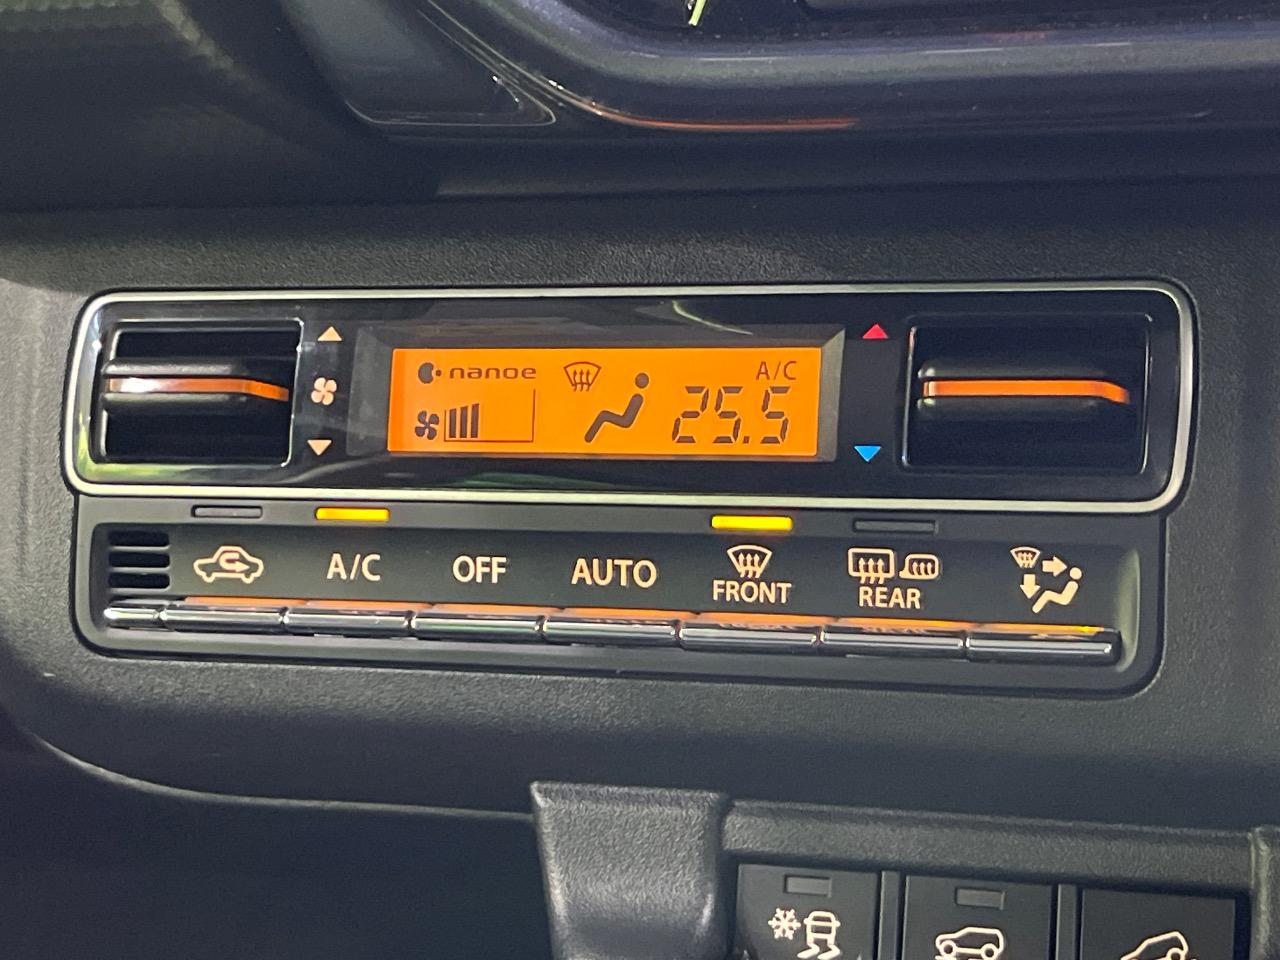 nanoe
A/C
25.5
A/C
OFF
AUTO
FRONT
REAR